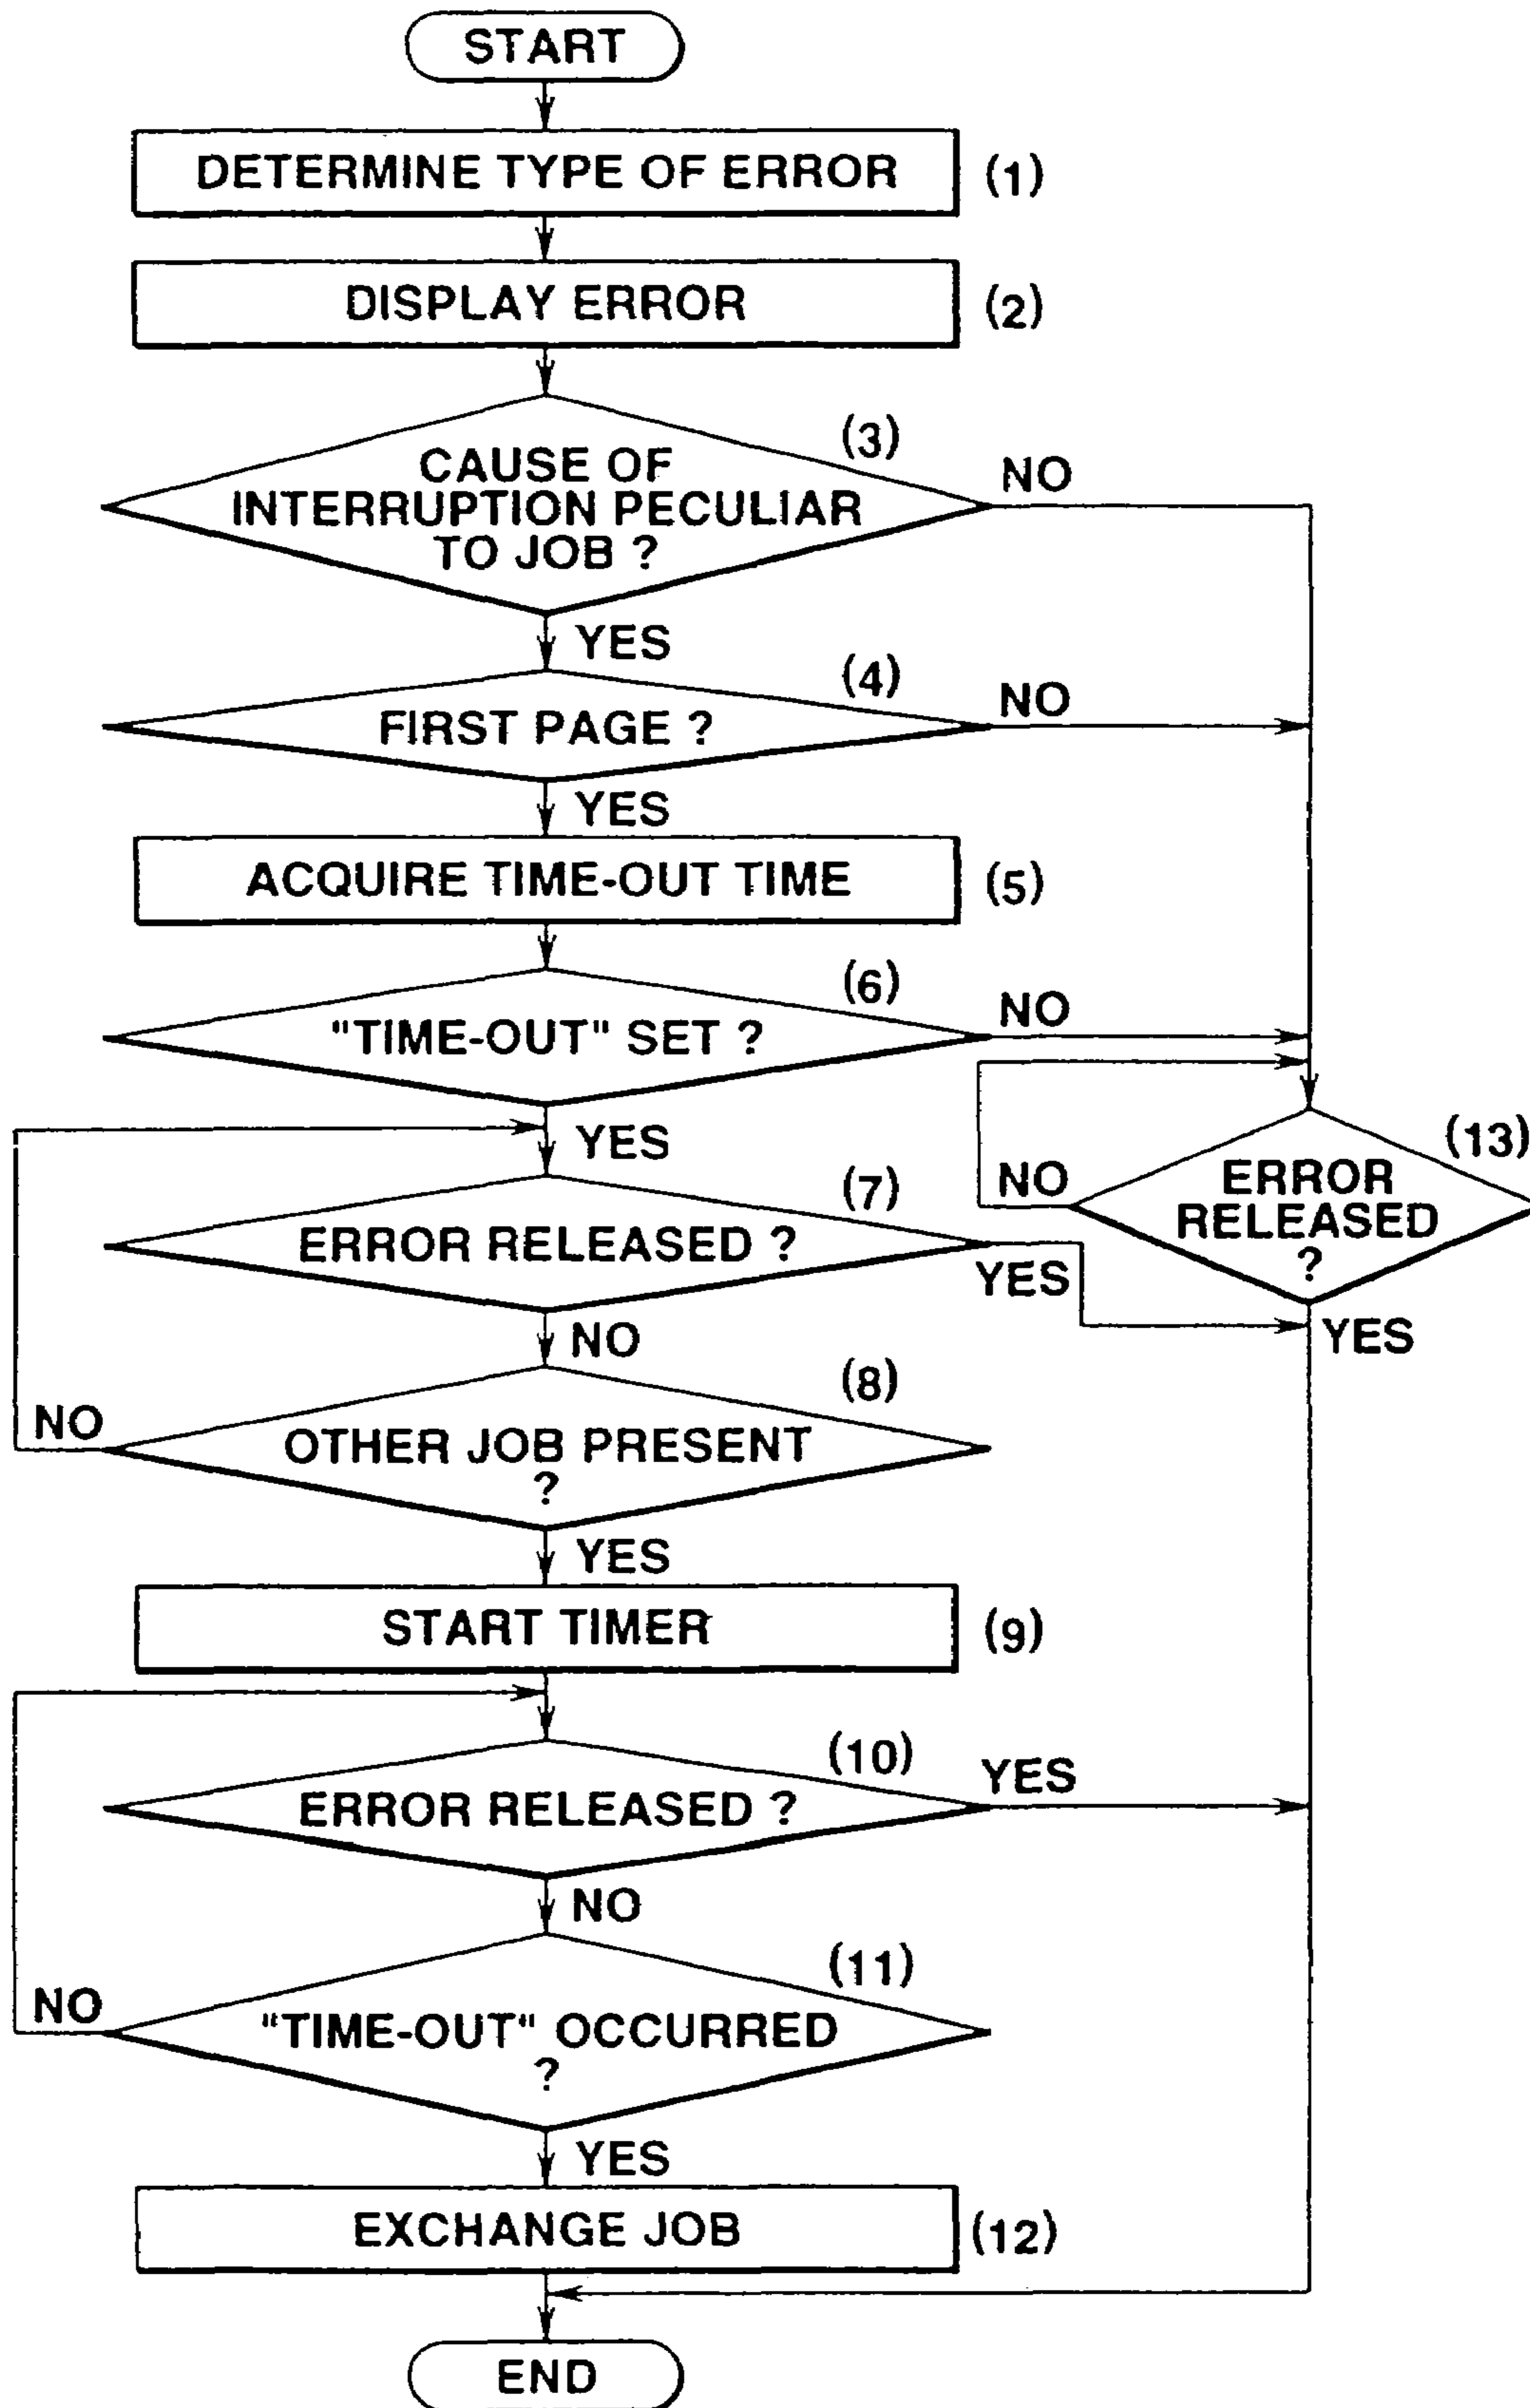 START
DETERMINE TYPE OF ERROR
(1)
DISPLAY ERROR
(2)
(3)
CAUSE OF
INTERRUPTION PECULIAR
TO JOB ?
NO
YES
(4)
FIRST PAGE ?
NO
YES
ACQUIRE TIME-OUT TIME
(5)
(6)
"TIME-OUT" SET ?
NO
YES
(13)
ERROR
RELEASED
?
NO
YES
(7)
ERROR RELEASED ?
YES
NO
(8)
OTHER JOB PRESENT
?
NO
YES
START TIMER
(9)
(10)
ERROR RELEASED ?
YES
NO
(11)
"TIME-OUT" OCCURRED
?
NO
YES
EXCHANGE JOB
(12)
END